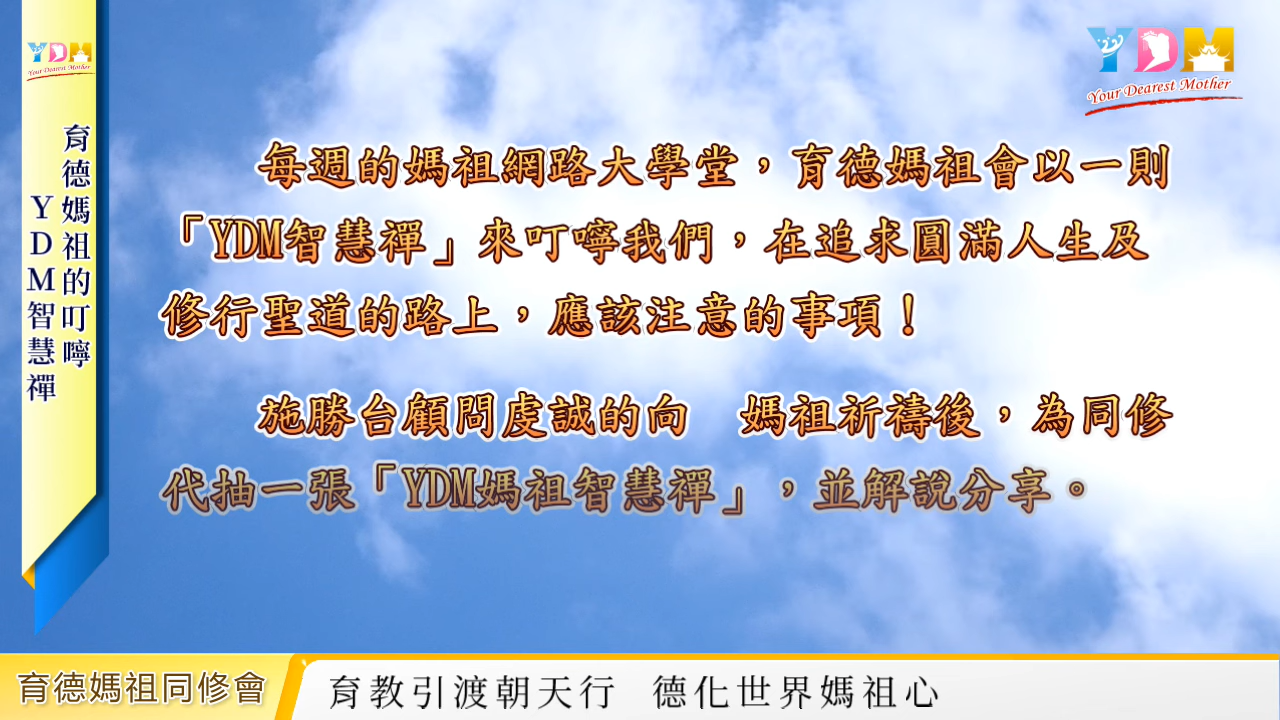 YDM
Your Dearest Mother
育德媽祖的叮嚀
YDM智慧禪
YDM
Your Dearest Mother
每週的媽祖網路大學堂，育德媽祖會以一則
「YDM智慧禪」來叮嚀我們，在追求圓滿人生及
修行聖道的路上，應該注意的事項！
施勝台顧問虔誠的向　媽祖祈禱後，為同修
代抽一張「YDM媽祖智慧禪」，並解說分享。
育德媽祖同修會
育教引渡朝天行　德化世界媽祖心